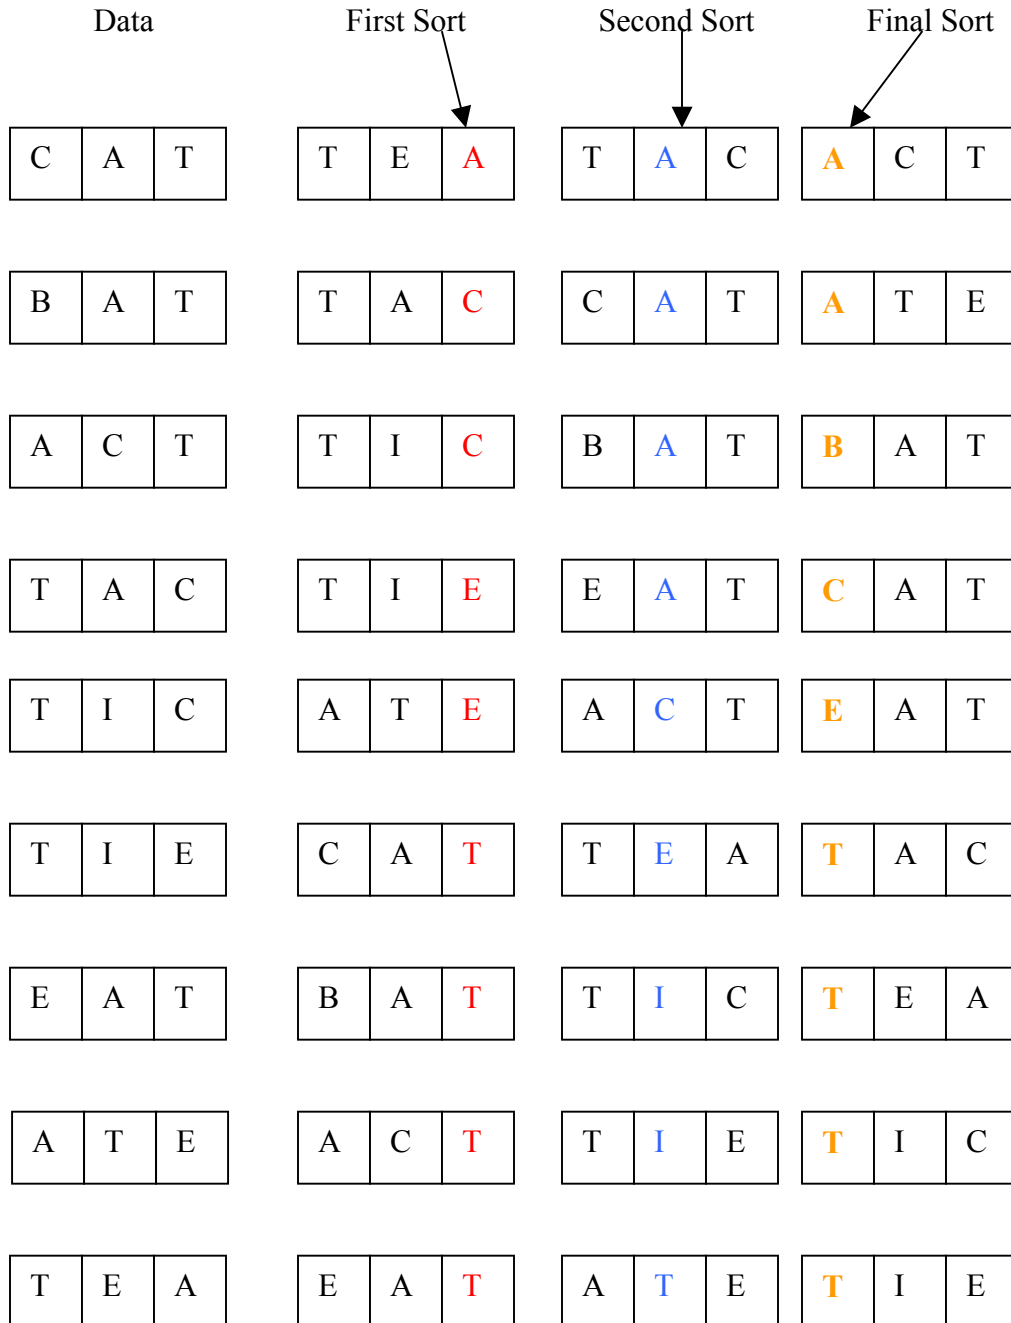 Data First Sort Second Sort Final Sort
C A T T E A T A C A C T
B A T T A C C A T A T E
A C T T I C B A T B A T
T A C T I E E A T C A T
T I C A T E A C T E A T
T I E C A T T E A T A C
E A T B A T T I C T E A
A T E A C T T I E T I C
T E A E A T A T E T I E